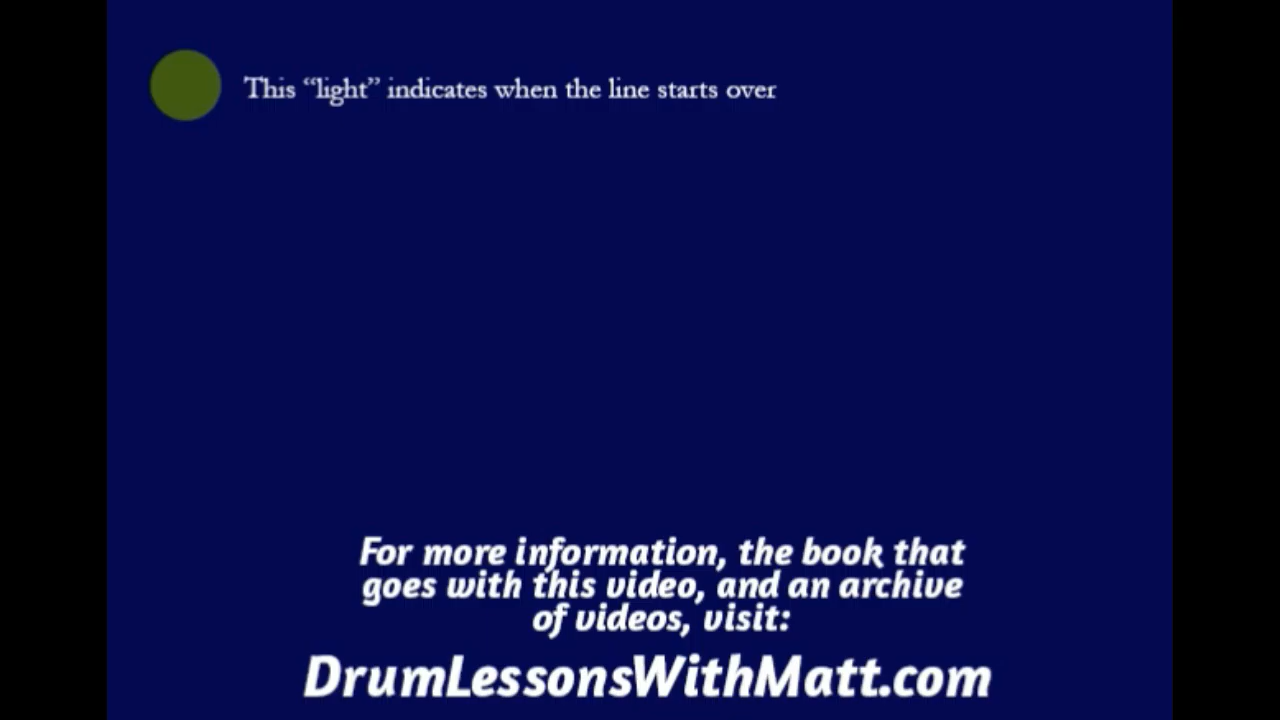 This “light” indicates when the line starts over
For more information, the book that
goes with this video, and an archive
of videos, visit:
DrumLessonsWithMatt.com